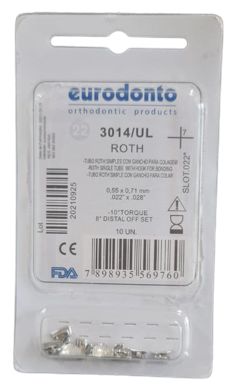 eurodonto
orthodontic products
22
3014/UL
ROTH
7
-TUBO ROTH SIMPLES COM GANCHO PARA COLAGEM
-ROTH SINGLE TUBE WITH HOOK FOR BONDING
-TUBO ROTH SIMPLE CON GANCHO PARA COLAR
SLOT.022"
0,55 x 0,71 mm
.022" x .028"
-10°TORQUE
8° DISTAL OFF SET
10 UN.
Lot.
20210925
CE
FDA
7 898935 569760